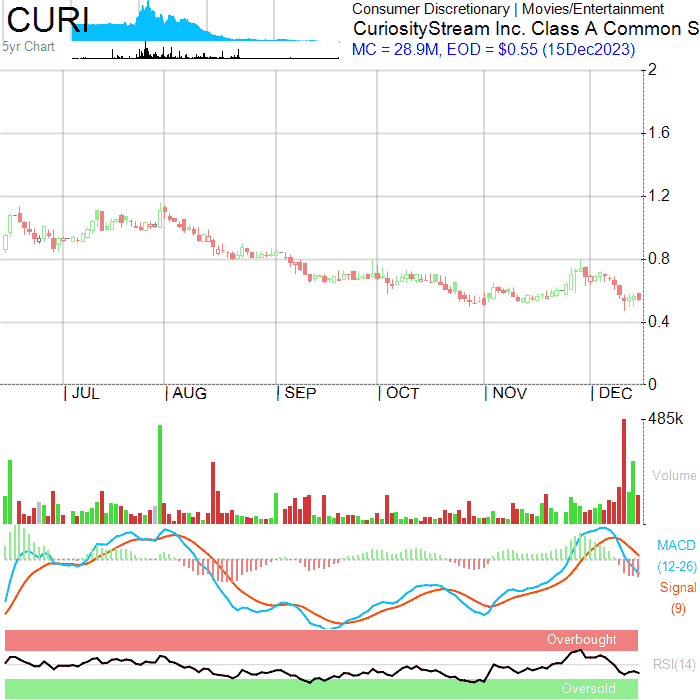 CURI
5yr Chart
Consumer Discretionary | Movies/Entertainment
CuriosityStream Inc. Class A Common S
MC = 28.9M, EOD = $0.55 (15Dec2023)
2
1.6
1.2
0.8
0.4
0
JUL AUG SEP OCT NOV DEC
485k
Volume
MACD
(12-26)
Signal
(9)
Overbought
RSI(14)
Oversold